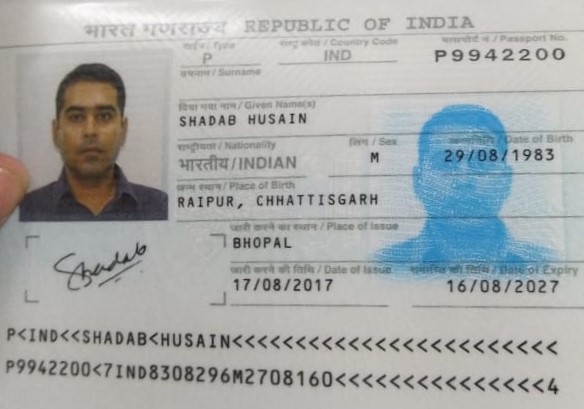 भारत गणराज्य REPUBLIC OF INDIA
टाईप / Type राष्ट्र कोड / Country Code पासपोर्ट न / Passport No.
P IND P9942200
उपनाम / Surname
दिया गया नाम / Given Name(s)
SHADAB HUSAIN
राष्ट्रीयता / Nationality लिंग / Sex जन्मतिथि / Date of Birth
भारतीय / INDIAN M 29/08/1983
जन्म स्थान / Place of Birth
RAIPUR, CHHATTISGARH
जारी करने का स्थान / Place of Issue
BHOPAL
जारी करने की तिथि / Date of Issue समाप्ति की तिथि / Date of Expiry
17/08/2017 16/08/2027
Shadab
P<IND<<SHADAB<HUSAIN<<<<<<<<<<<<<<<<<<<<<<<<<<
P9942200<7IND8308296M2708160<<<<<<<<<<<<<<<4